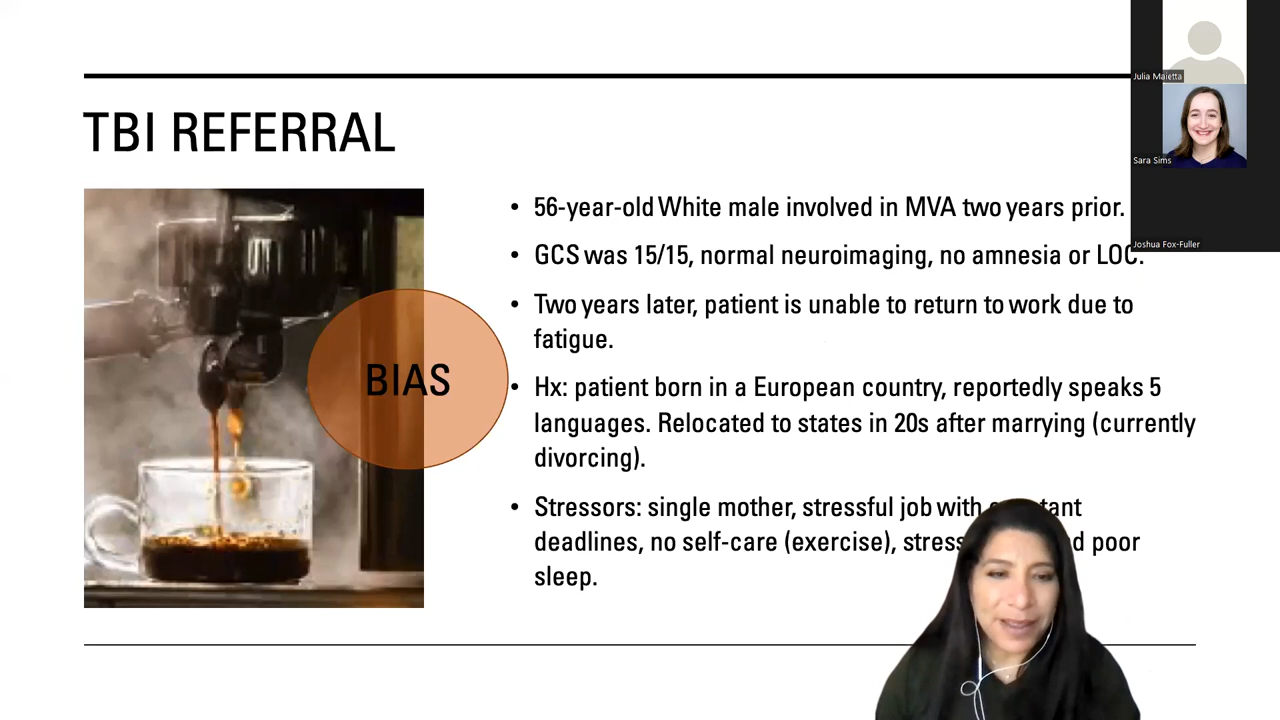 Julia Maietta
TBI REFERRAL
Sara Sims
• 56-year-old White male involved in MVA two years prior.
Joshua Fox-Fuller
• GCS was 15/15, normal neuroimaging, no amnesia or LOC.
• Two years later, patient is unable to return to work due to
fatigue.
BIAS
• Hx: patient born in a European country, reportedly speaks 5
languages. Relocated to states in 20s after marrying (currently
divorcing).
• Stressors: single mother, stressful job with
deadlines, no self-care (exercise), poor
sleep.